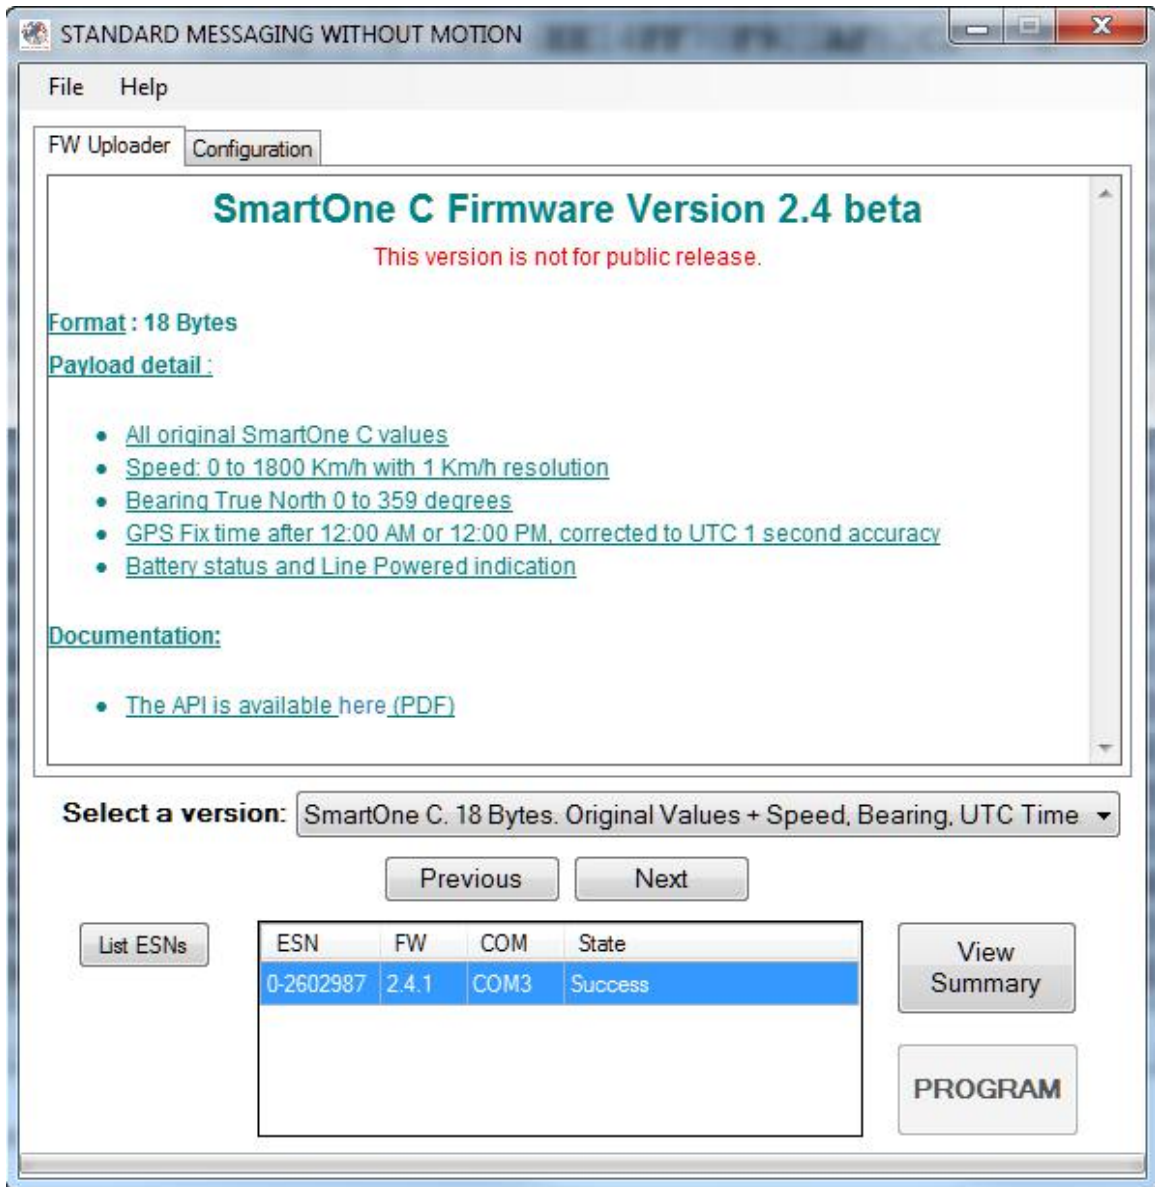 STANDARD MESSAGING WITHOUT MOTION
File Help
FW Uploader Configuration
SmartOne C Firmware Version 2.4 beta
This version is not for public release.
Format : 18 Bytes
Payload detail :
All original SmartOne C values
Speed: 0 to 1800 Km/h with 1 Km/h resolution
Bearing True North 0 to 359 degrees
GPS Fix time after 12:00 AM or 12:00 PM, corrected to UTC 1 second accuracy
Battery status and Line Powered indication
Documentation:
The API is available here (PDF)
Select a version: SmartOne C. 18 Bytes. Original Values + Speed, Bearing, UTC Time
Previous Next
List ESNs
ESN FW COM State
0-2602987 2.4.1 COM3 Success
View
Summary
PROGRAM